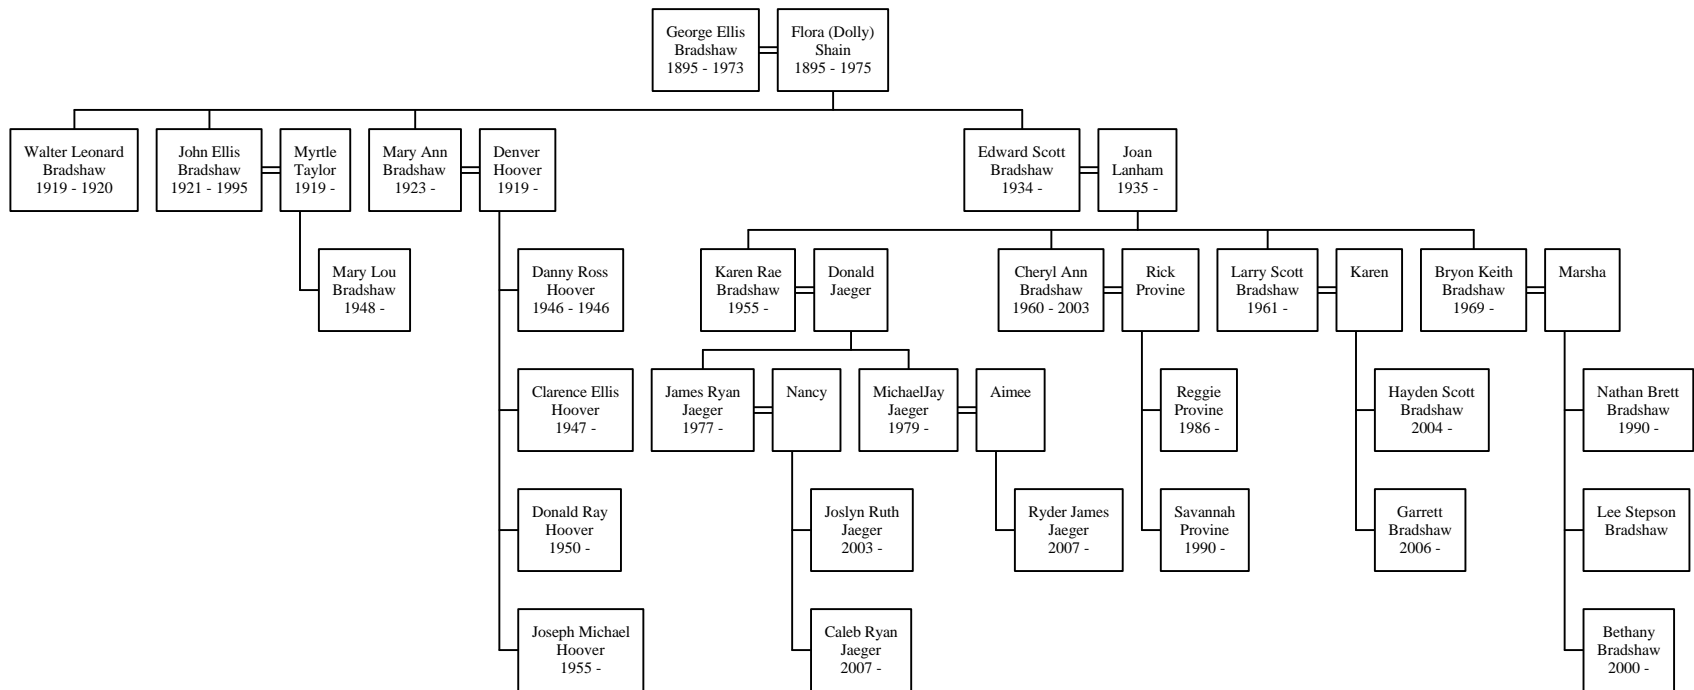 George Ellis
Bradshaw
1895 - 1973
Flora (Dolly)
Shain
1895 - 1975
Walter Leonard
Bradshaw
1919 - 1920
John Ellis
Bradshaw
1921 - 1995
Myrtle
Taylor
1919 -
Mary Ann
Bradshaw
1923 -
Denver
Hoover
1919 -
Edward Scott
Bradshaw
1934 -
Joan
Lanham
1935 -
Mary Lou
Bradshaw
1948 -
Danny Ross
Hoover
1946 - 1946
Karen Rae
Bradshaw
1955 -
Donald
Jaeger
Cheryl Ann
Bradshaw
1960 - 2003
Rick
Provine
Larry Scott
Bradshaw
1961 -
Karen
Bryon Keith
Bradshaw
1969 -
Marsha
Clarence Ellis
Hoover
1947 -
James Ryan
Jaeger
1977 -
Nancy
MichaelJay
Jaeger
1979 -
Aimee
Reggie
Provine
1986 -
Hayden Scott
Bradshaw
2004 -
Nathan Brett
Bradshaw
1990 -
Donald Ray
Hoover
1950 -
Joslyn Ruth
Jaeger
2003 -
Ryder James
Jaeger
2007 -
Savannah
Provine
1990 -
Garrett
Bradshaw
2006 -
Lee Stepson
Bradshaw
Joseph Michael
Hoover
1955 -
Caleb Ryan
Jaeger
2007 -
Bethany
Bradshaw
2000 -